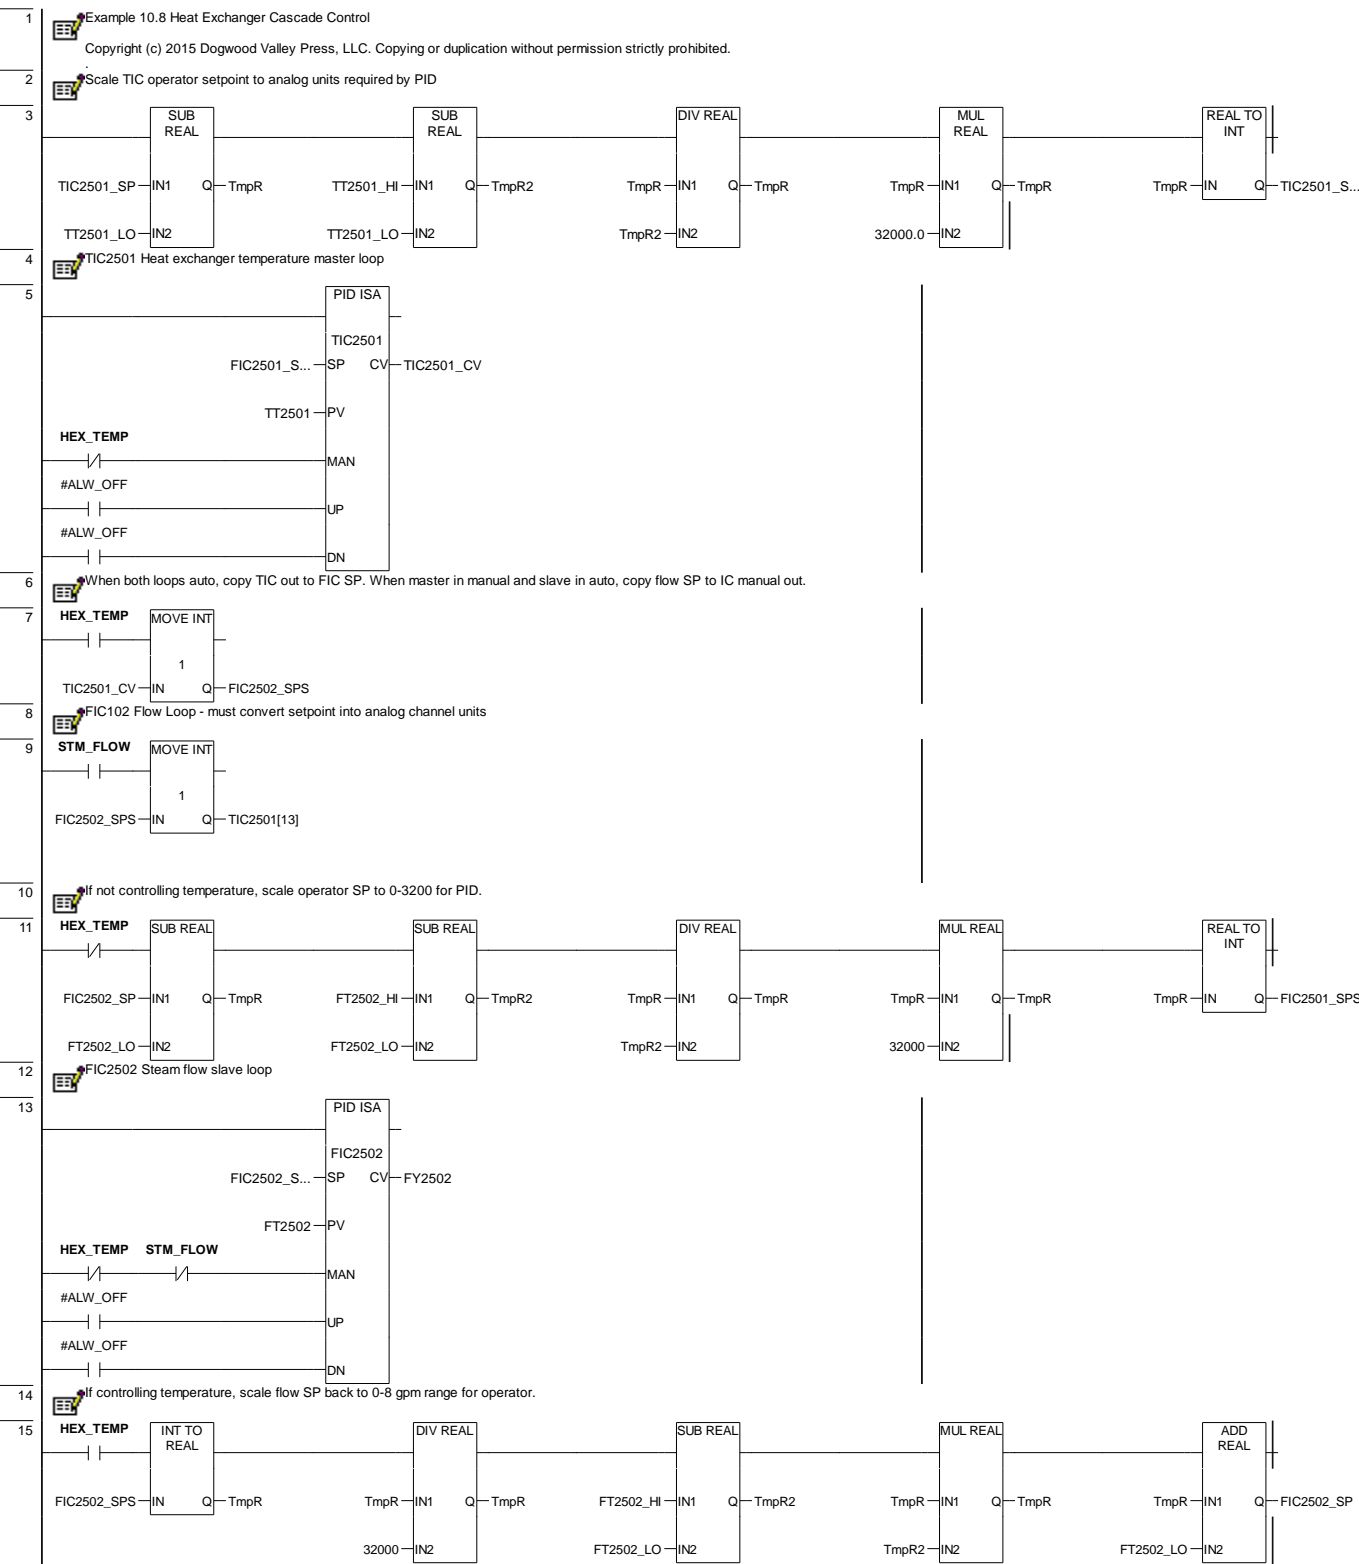 1
Example 10.8 Heat Exchanger Cascade Control
Copyright (c) 2015 Dogwood Valley Press, LLC. Copying or duplication without permission strictly prohibited.
.
2
Scale TIC operator setpoint to analog units required by PID
3
SUB REAL
SUB REAL
DIV REAL
MUL REAL
REAL TO INT
TIC2501_SP IN1 Q TmpR
TT2501_HI IN1 Q TmpR2
TmpR IN1 Q TmpR
TmpR IN1 Q TmpR
TmpR IN Q TIC2501_S...
TT2501_LO IN2
TT2501_LO IN2
TmpR2 IN2
32000.0 IN2
4
TIC2501 Heat exchanger temperature master loop
5
PID ISA
TIC2501
FIC2501_S... SP CV TIC2501_CV
TT2501 PV
HEX_TEMP
MAN
#ALW_OFF
UP
#ALW_OFF
DN
6
When both loops auto, copy TIC out to FIC SP. When master in manual and slave in auto, copy flow SP to IC manual out.
7
HEX_TEMP
MOVE INT
1
TIC2501_CV IN Q FIC2502_SPS
8
FIC102 Flow Loop - must convert setpoint into analog channel units
9
STM_FLOW
MOVE INT
1
FIC2502_SPS IN Q TIC2501[13]
10
If not controlling temperature, scale operator SP to 0-3200 for PID.
11
HEX_TEMP
SUB REAL
SUB REAL
DIV REAL
MUL REAL
REAL TO INT
FIC2502_SP IN1 Q TmpR
FT2502_HI IN1 Q TmpR2
TmpR IN1 Q TmpR
TmpR IN1 Q TmpR
TmpR IN Q FIC2501_SPS
FT2502_LO IN2
FT2502_LO IN2
TmpR2 IN2
32000 IN2
12
FIC2502 Steam flow slave loop
13
PID ISA
FIC2502
FIC2502_S... SP CV FY2502
FT2502 PV
HEX_TEMP STM_FLOW
MAN
#ALW_OFF
UP
#ALW_OFF
DN
14
If controlling temperature, scale flow SP back to 0-8 gpm range for operator.
15
HEX_TEMP
INT TO REAL
DIV REAL
SUB REAL
MUL REAL
ADD REAL
FIC2502_SPS IN Q TmpR
TmpR IN1 Q TmpR
FT2502_HI IN1 Q TmpR2
TmpR IN1 Q TmpR
TmpR IN1 Q FIC2502_SP
32000 IN2
FT2502_LO IN2
TmpR2 IN2
FT2502_LO IN2